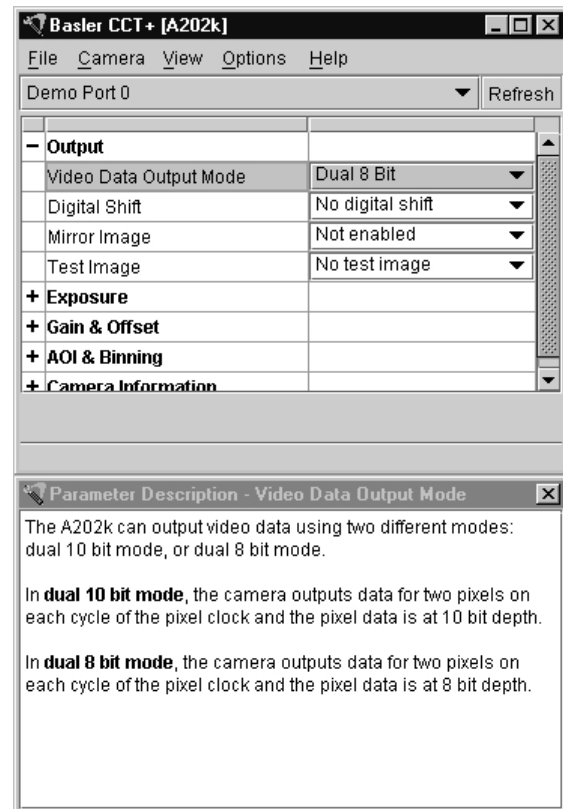 Basler CCT+ [A202k]
File Camera View Options Help
Demo Port 0 Refresh
− Output
Video Data Output Mode Dual 8 Bit
Digital Shift No digital shift
Mirror Image Not enabled
Test Image No test image
+ Exposure
+ Gain & Offset
+ AOI & Binning
+ Camera Information
Parameter Description - Video Data Output Mode
The A202k can output video data using two different modes:
dual 10 bit mode, or dual 8 bit mode.
In dual 10 bit mode, the camera outputs data for two pixels on
each cycle of the pixel clock and the pixel data is at 10 bit depth.
In dual 8 bit mode, the camera outputs data for two pixels on
each cycle of the pixel clock and the pixel data is at 8 bit depth.